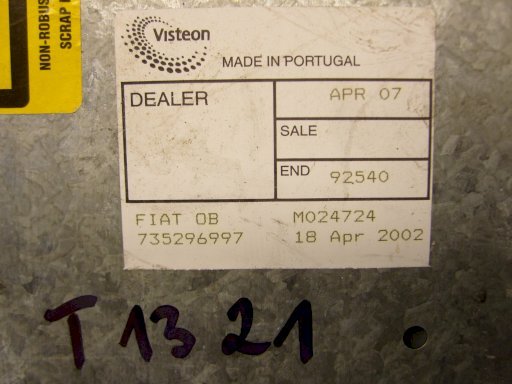 NON-ROBUS
SCRAP
Visteon
MADE IN PORTUGAL
DEALER
APR 07
SALE
END 92540
FIAT OB M024724
735296997 18 Apr 2002
T1321